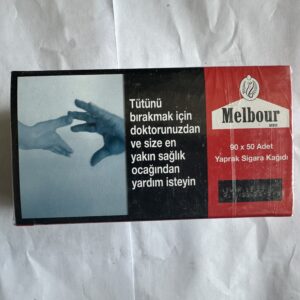 Tütünü
bırakmak için
doktorunuzdan
ve size en
yakın sağlık
ocağından
yardım isteyin
Melbour
90 x 50 Adet
Yaprak Sigara Kağıdı